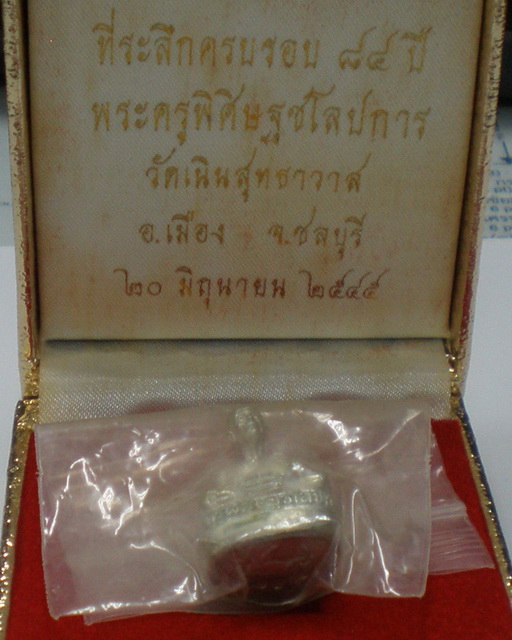 ที่ระลึกครบรอบ ๘๔ ปี
พระครูพิศิษฐชโลปการ
วัดเนินสุทธาวาส
อ.เมือง จ.ชลบุรี
๒๐ มิถุนายน ๒๕๔๕